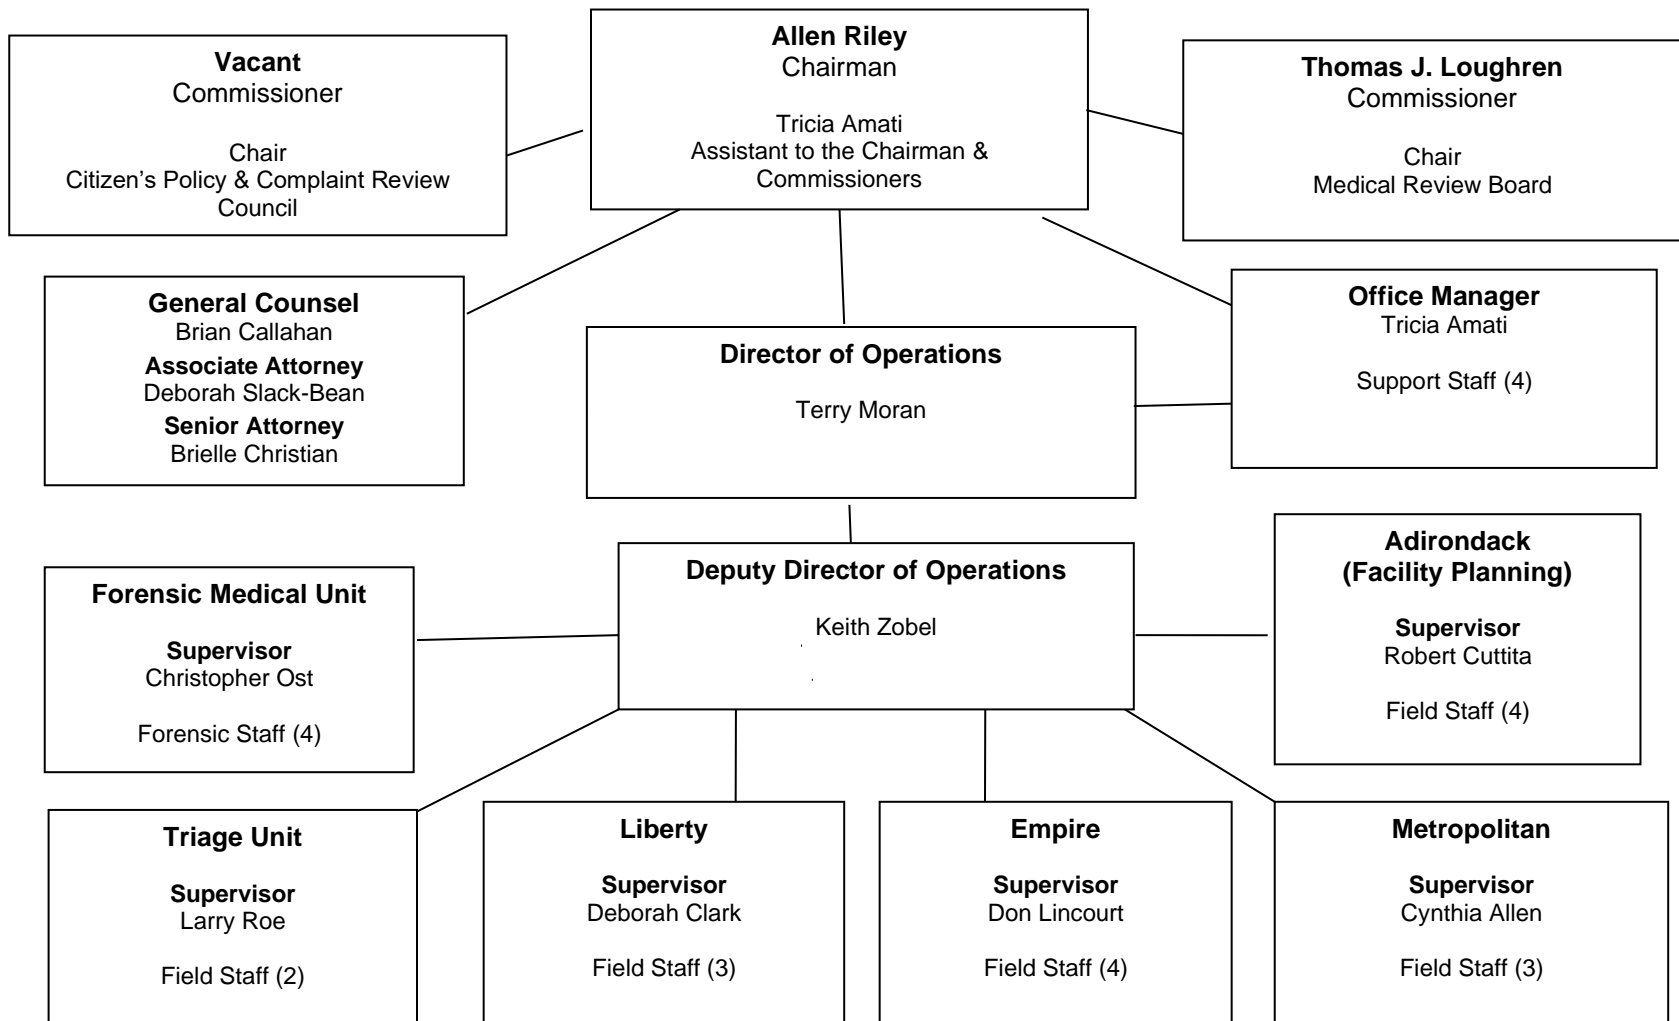 Vacant
Commissioner
Chair
Citizen’s Policy & Complaint Review
Council
Allen Riley
Chairman
Tricia Amati
Assistant to the Chairman &
Commissioners
Thomas J. Loughren
Commissioner
Chair
Medical Review Board
General Counsel
Brian Callahan
Associate Attorney
Deborah Slack-Bean
Senior Attorney
Brielle Christian
Director of Operations
Terry Moran
Office Manager
Tricia Amati
Support Staff (4)
Forensic Medical Unit
Supervisor
Christopher Ost
Forensic Staff (4)
Deputy Director of Operations
Keith Zobel
Adirondack
(Facility Planning)
Supervisor
Robert Cuttita
Field Staff (4)
Triage Unit
Supervisor
Larry Roe
Field Staff (2)
Liberty
Supervisor
Deborah Clark
Field Staff (3)
Empire
Supervisor
Don Lincourt
Field Staff (4)
Metropolitan
Supervisor
Cynthia Allen
Field Staff (3)